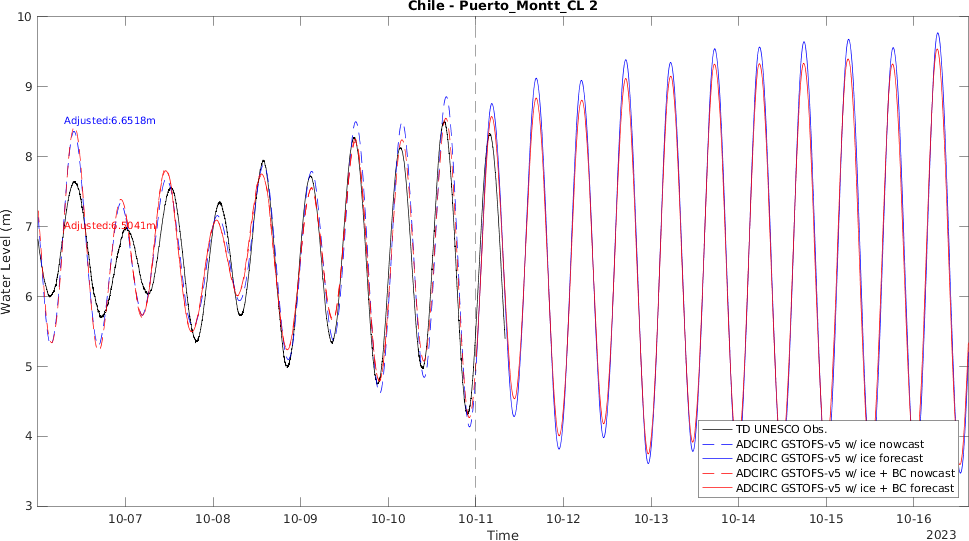 Chile - Puerto_Montt_CL 2
10
9
8
7
6
5
4
3
Water Level (m)
Adjusted:6.6518m
Adjusted:6.5041m
TD UNESCO Obs.
ADCIRC GSTOFS-v5 w/ ice nowcast
ADCIRC GSTOFS-v5 w/ ice forecast
ADCIRC GSTOFS-v5 w/ ice + BC nowcast
ADCIRC GSTOFS-v5 w/ ice + BC forecast
10-07 10-08 10-09 10-10 10-11 10-12 10-13 10-14 10-15 10-16
Time
2023